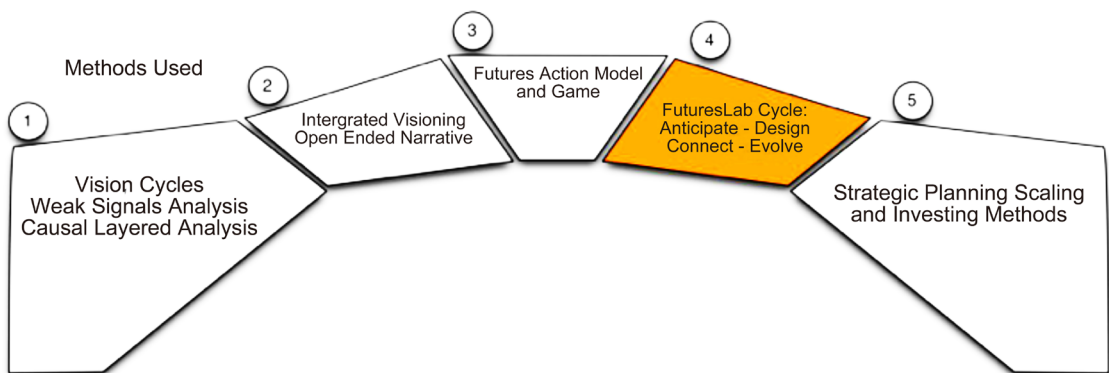 Methods Used
1
Vision Cycles
Weak Signals Analysis
Causal Layered Analysis
2
Intergrated Visioning
Open Ended Narrative
3
Futures Action Model
and Game
4
FuturesLab Cycle:
Anticipate - Design
Connect - Evolve
5
Strategic Planning Scaling
and Investing Methods